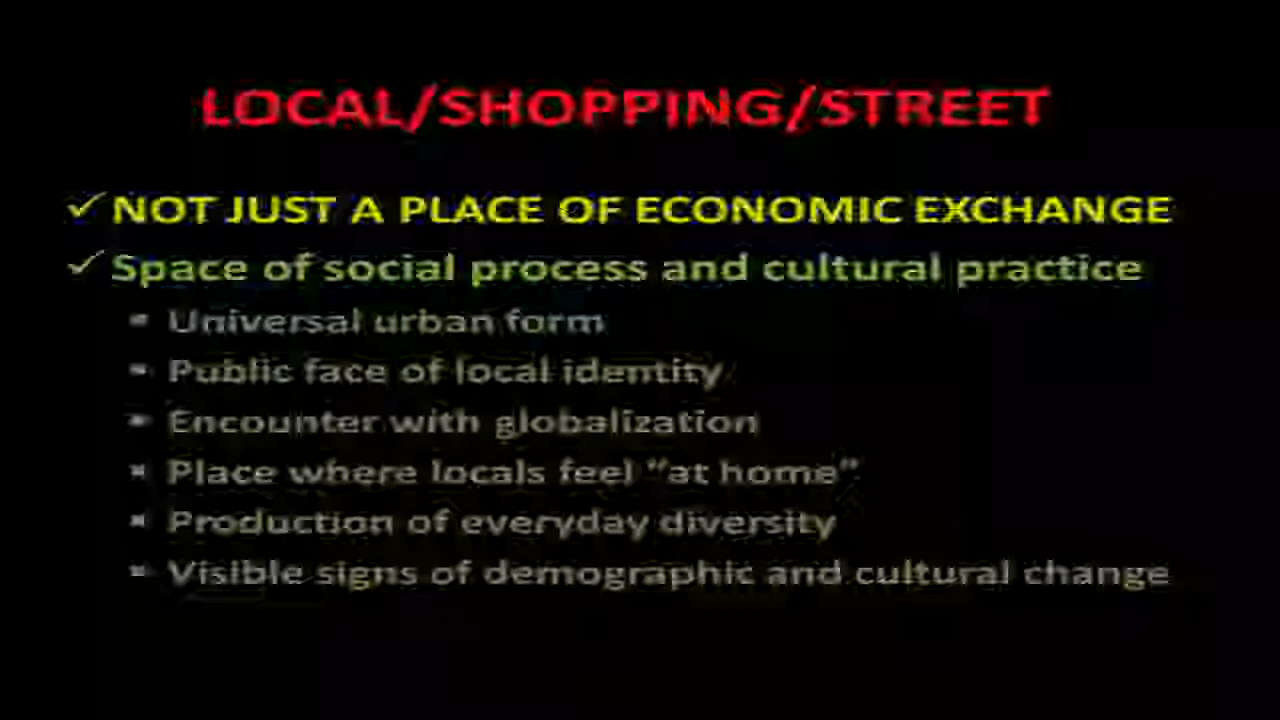 LOCAL/SHOPPING/STREET
✓ NOT JUST A PLACE OF ECONOMIC EXCHANGE
✓ Space of social process and cultural practice
▪ Universal urban form
▪ Public face of local identity
▪ Encounter with globalization
▪ Place where locals feel "at home"
▪ Production of everyday diversity
▪ Visible signs of demographic and cultural change